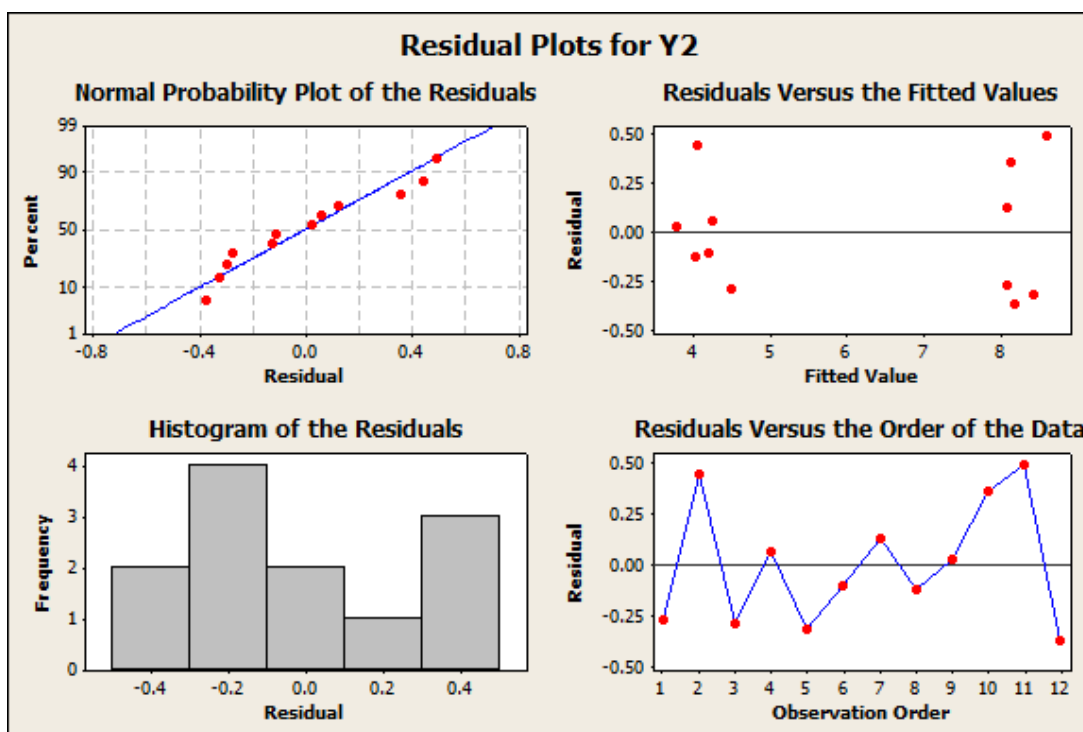 Residual Plots for Y2
Normal Probability Plot of the Residuals
99
90
50
10
1
Percent
-0.8
-0.4
0.0
0.4
0.8
Residual
Residuals Versus the Fitted Values
0.50
0.25
0.00
-0.25
-0.50
Residual
4
5
6
7
8
Fitted Value
Histogram of the Residuals
4
3
2
1
0
Frequency
-0.4
-0.2
0.0
0.2
0.4
Residual
Residuals Versus the Order of the Data
0.50
0.25
0.00
-0.25
-0.50
Residual
1 2 3 4 5 6 7 8 9 10 11 12
Observation Order